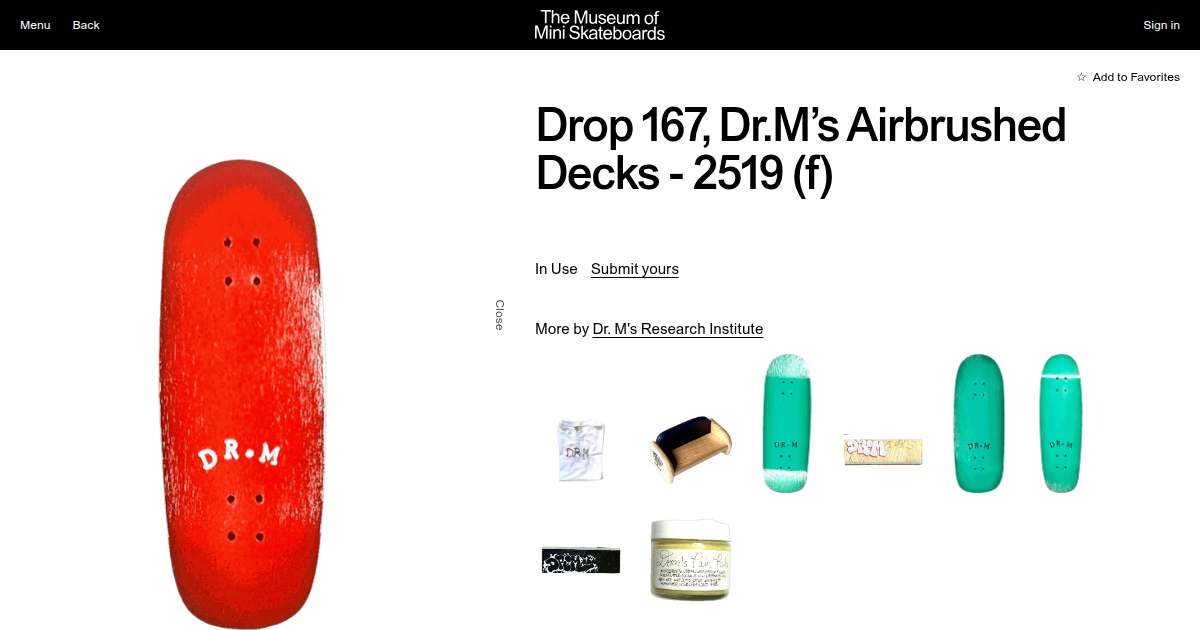 Menu
Back
The Museum of
Mini Skateboards
Sign in
☆ Add to Favorites
Drop 167, Dr.M’s Airbrushed
Decks - 2519 (f)
In Use
Submit yours
Close
More by Dr. M's Research Institute
DR•M
DR M
DR•M
DR•M
DR•M